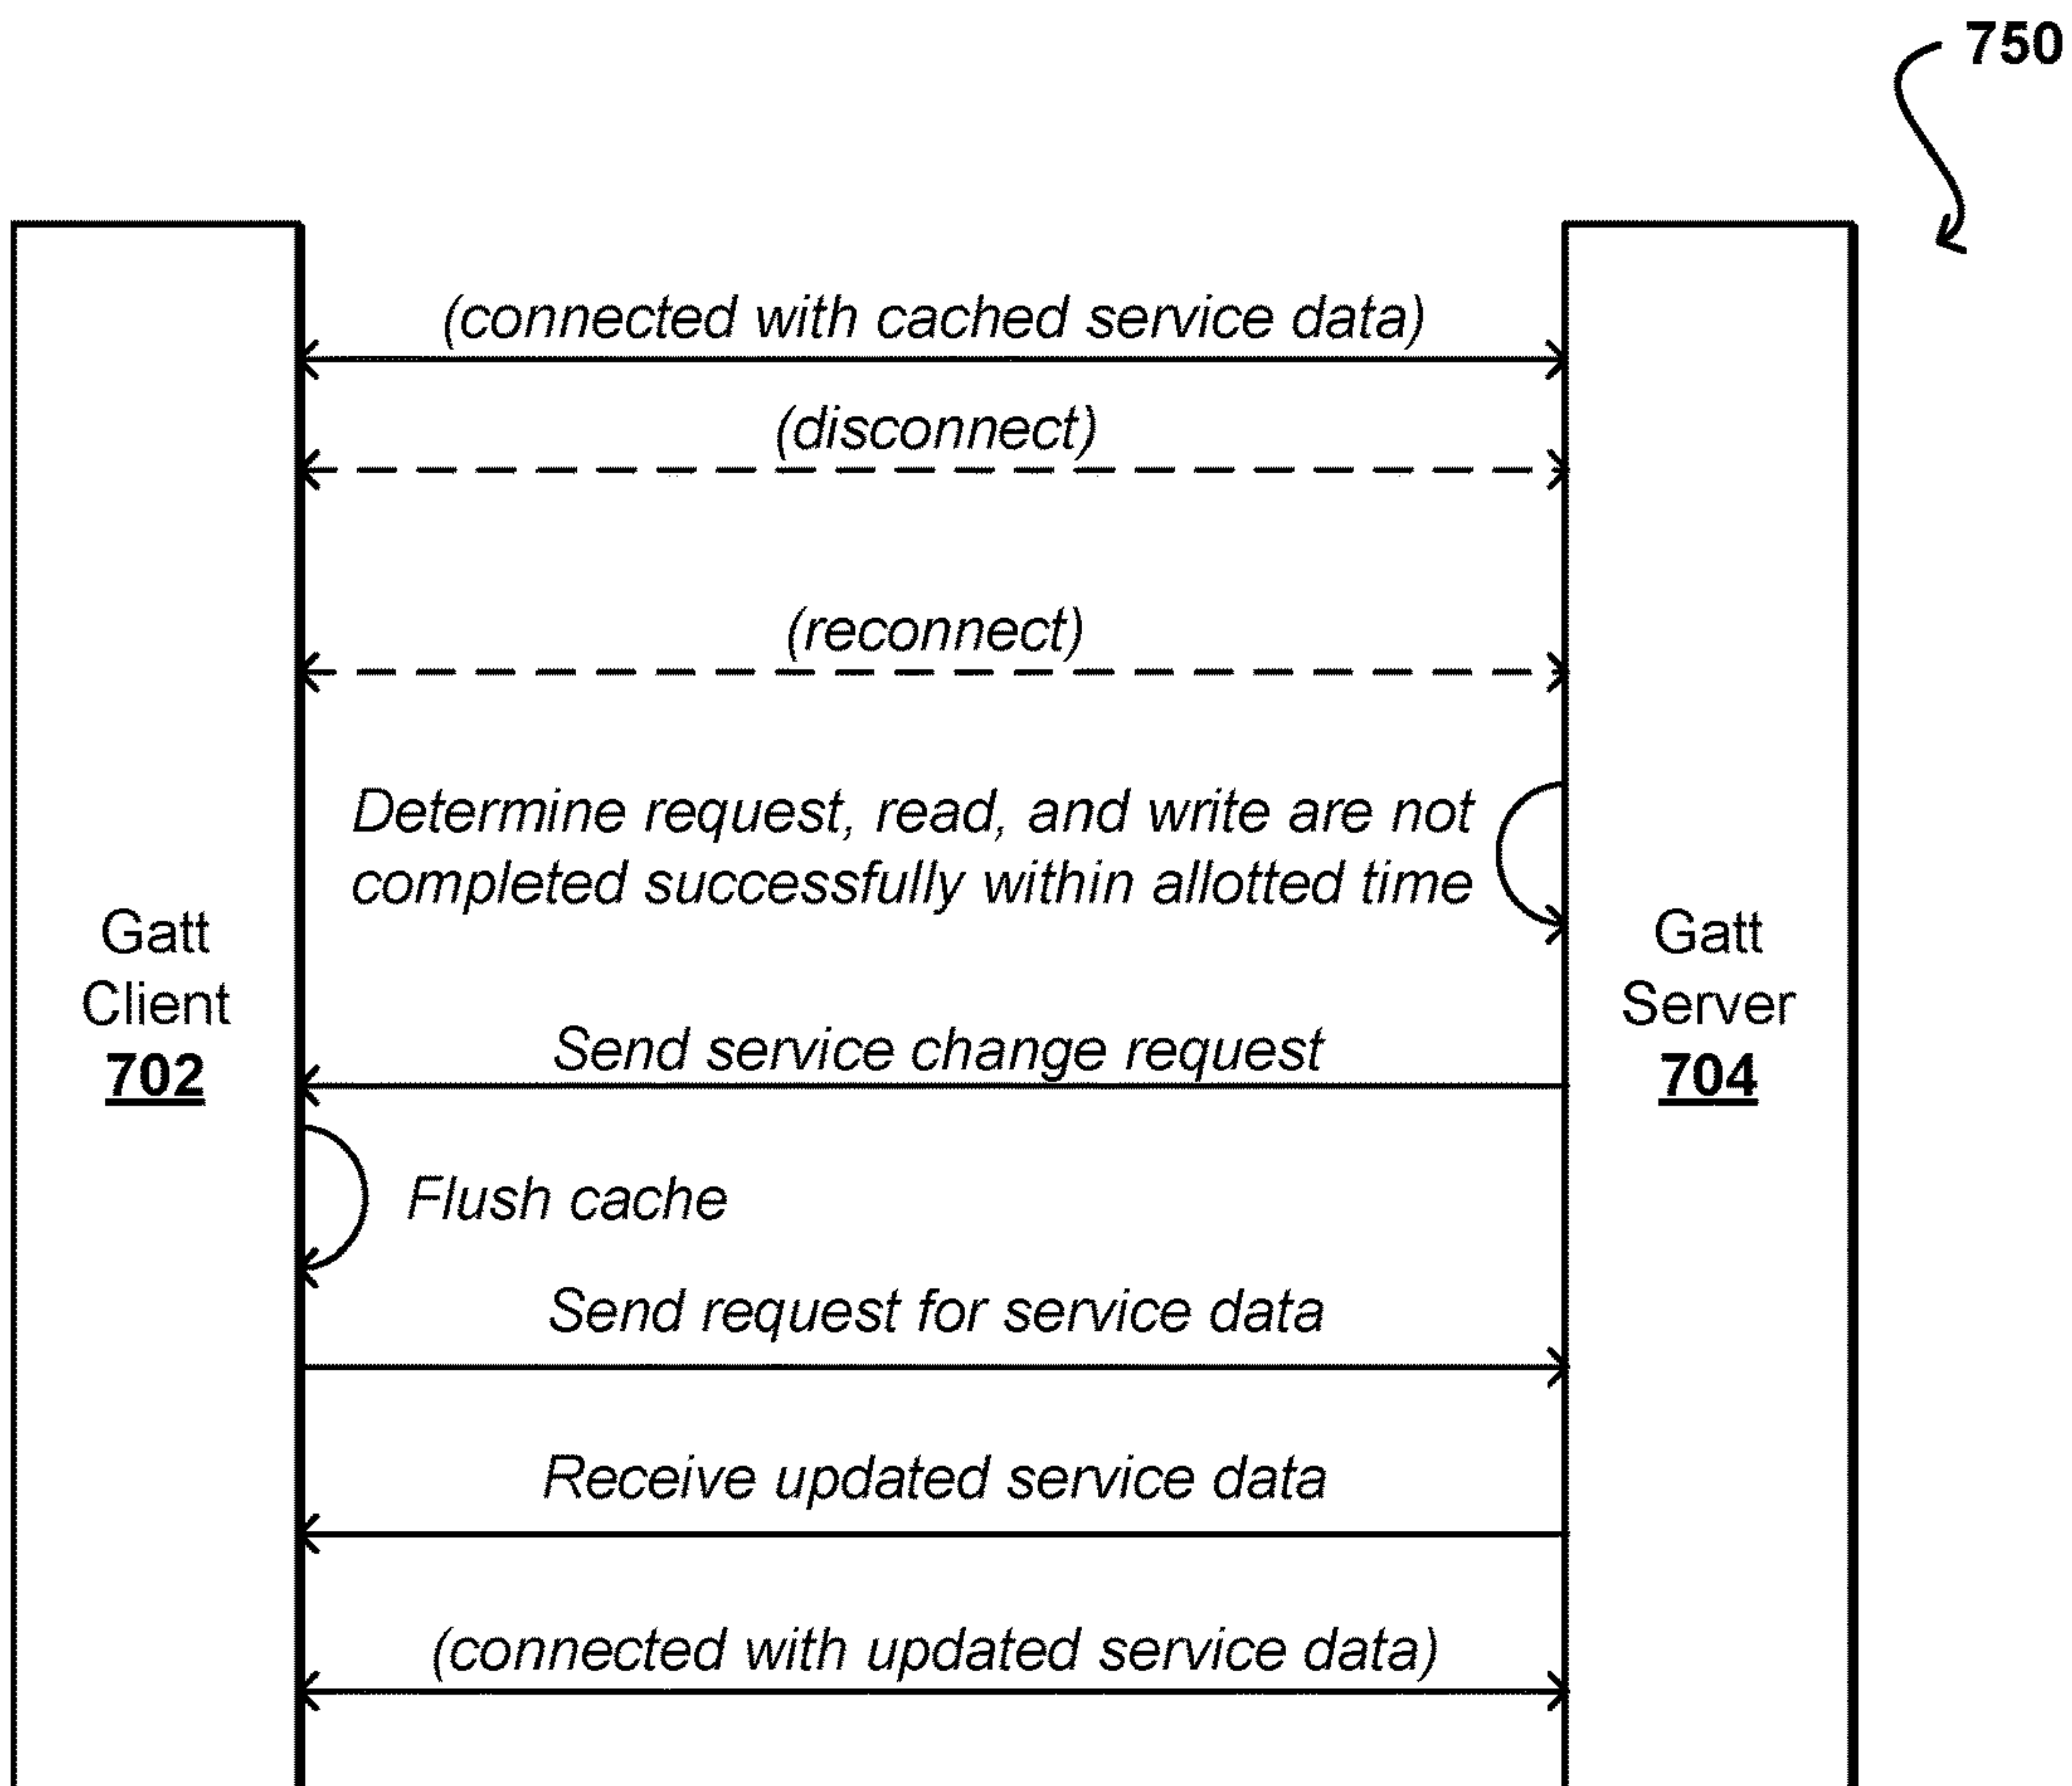 750
(connected with cached service data)
(disconnect)
(reconnect)
Determine request, read, and write are not
completed successfully within allotted time
Gatt
Client
702
Gatt
Server
704
Send service change request
Flush cache
Send request for service data
Receive updated service data
(connected with updated service data)